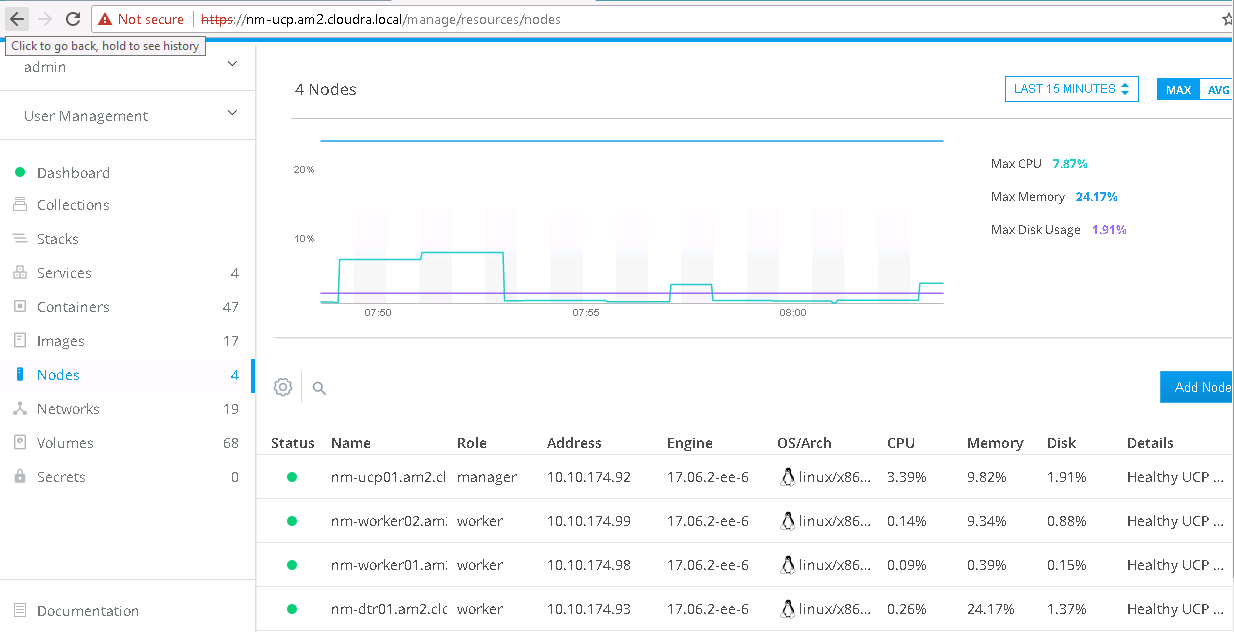 Not secure https://nm-ucp.am2.cloudra.local/manage/resources/nodes
Click to go back, hold to see history
admin
User Management
Dashboard
Collections
Stacks
Services 4
Containers 47
Images 17
Nodes 4
Networks 19
Volumes 68
Secrets 0
Documentation
4 Nodes
LAST 15 MINUTES MAX AVG
20%
10%
07:50 07:55 08:00
Max CPU 7.87%
Max Memory 24.17%
Max Disk Usage 1.91%
Add Node
Status Name Role Address Engine OS/Arch CPU Memory Disk Details
nm-ucp01.am2.cl manager 10.10.174.92 17.06.2-ee-6 linux/x86... 3.39% 9.82% 1.91% Healthy UCP ...
nm-worker02.am2 worker 10.10.174.99 17.06.2-ee-6 linux/x86... 0.14% 9.34% 0.88% Healthy UCP ...
nm-worker01.am2 worker 10.10.174.98 17.06.2-ee-6 linux/x86... 0.09% 0.39% 0.15% Healthy UCP ...
nm-dtr01.am2.clc worker 10.10.174.93 17.06.2-ee-6 linux/x86... 0.26% 24.17% 1.37% Healthy UCP ...